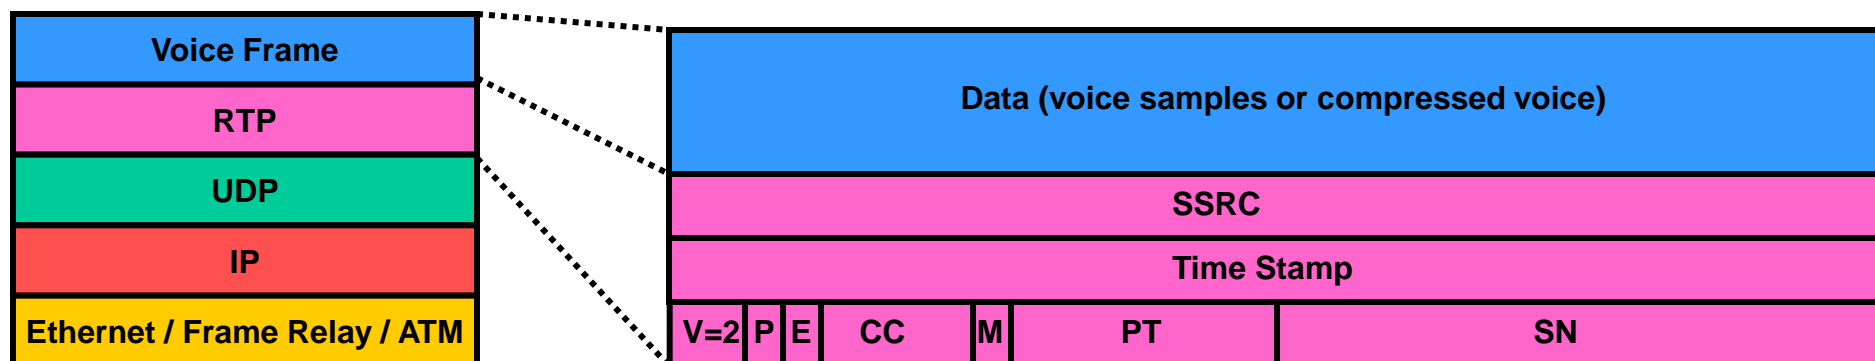 Voice Frame
RTP
UDP
IP
Ethernet / Frame Relay / ATM
Data (voice samples or compressed voice)
SSRC
Time Stamp
V=2 P E CC M PT SN